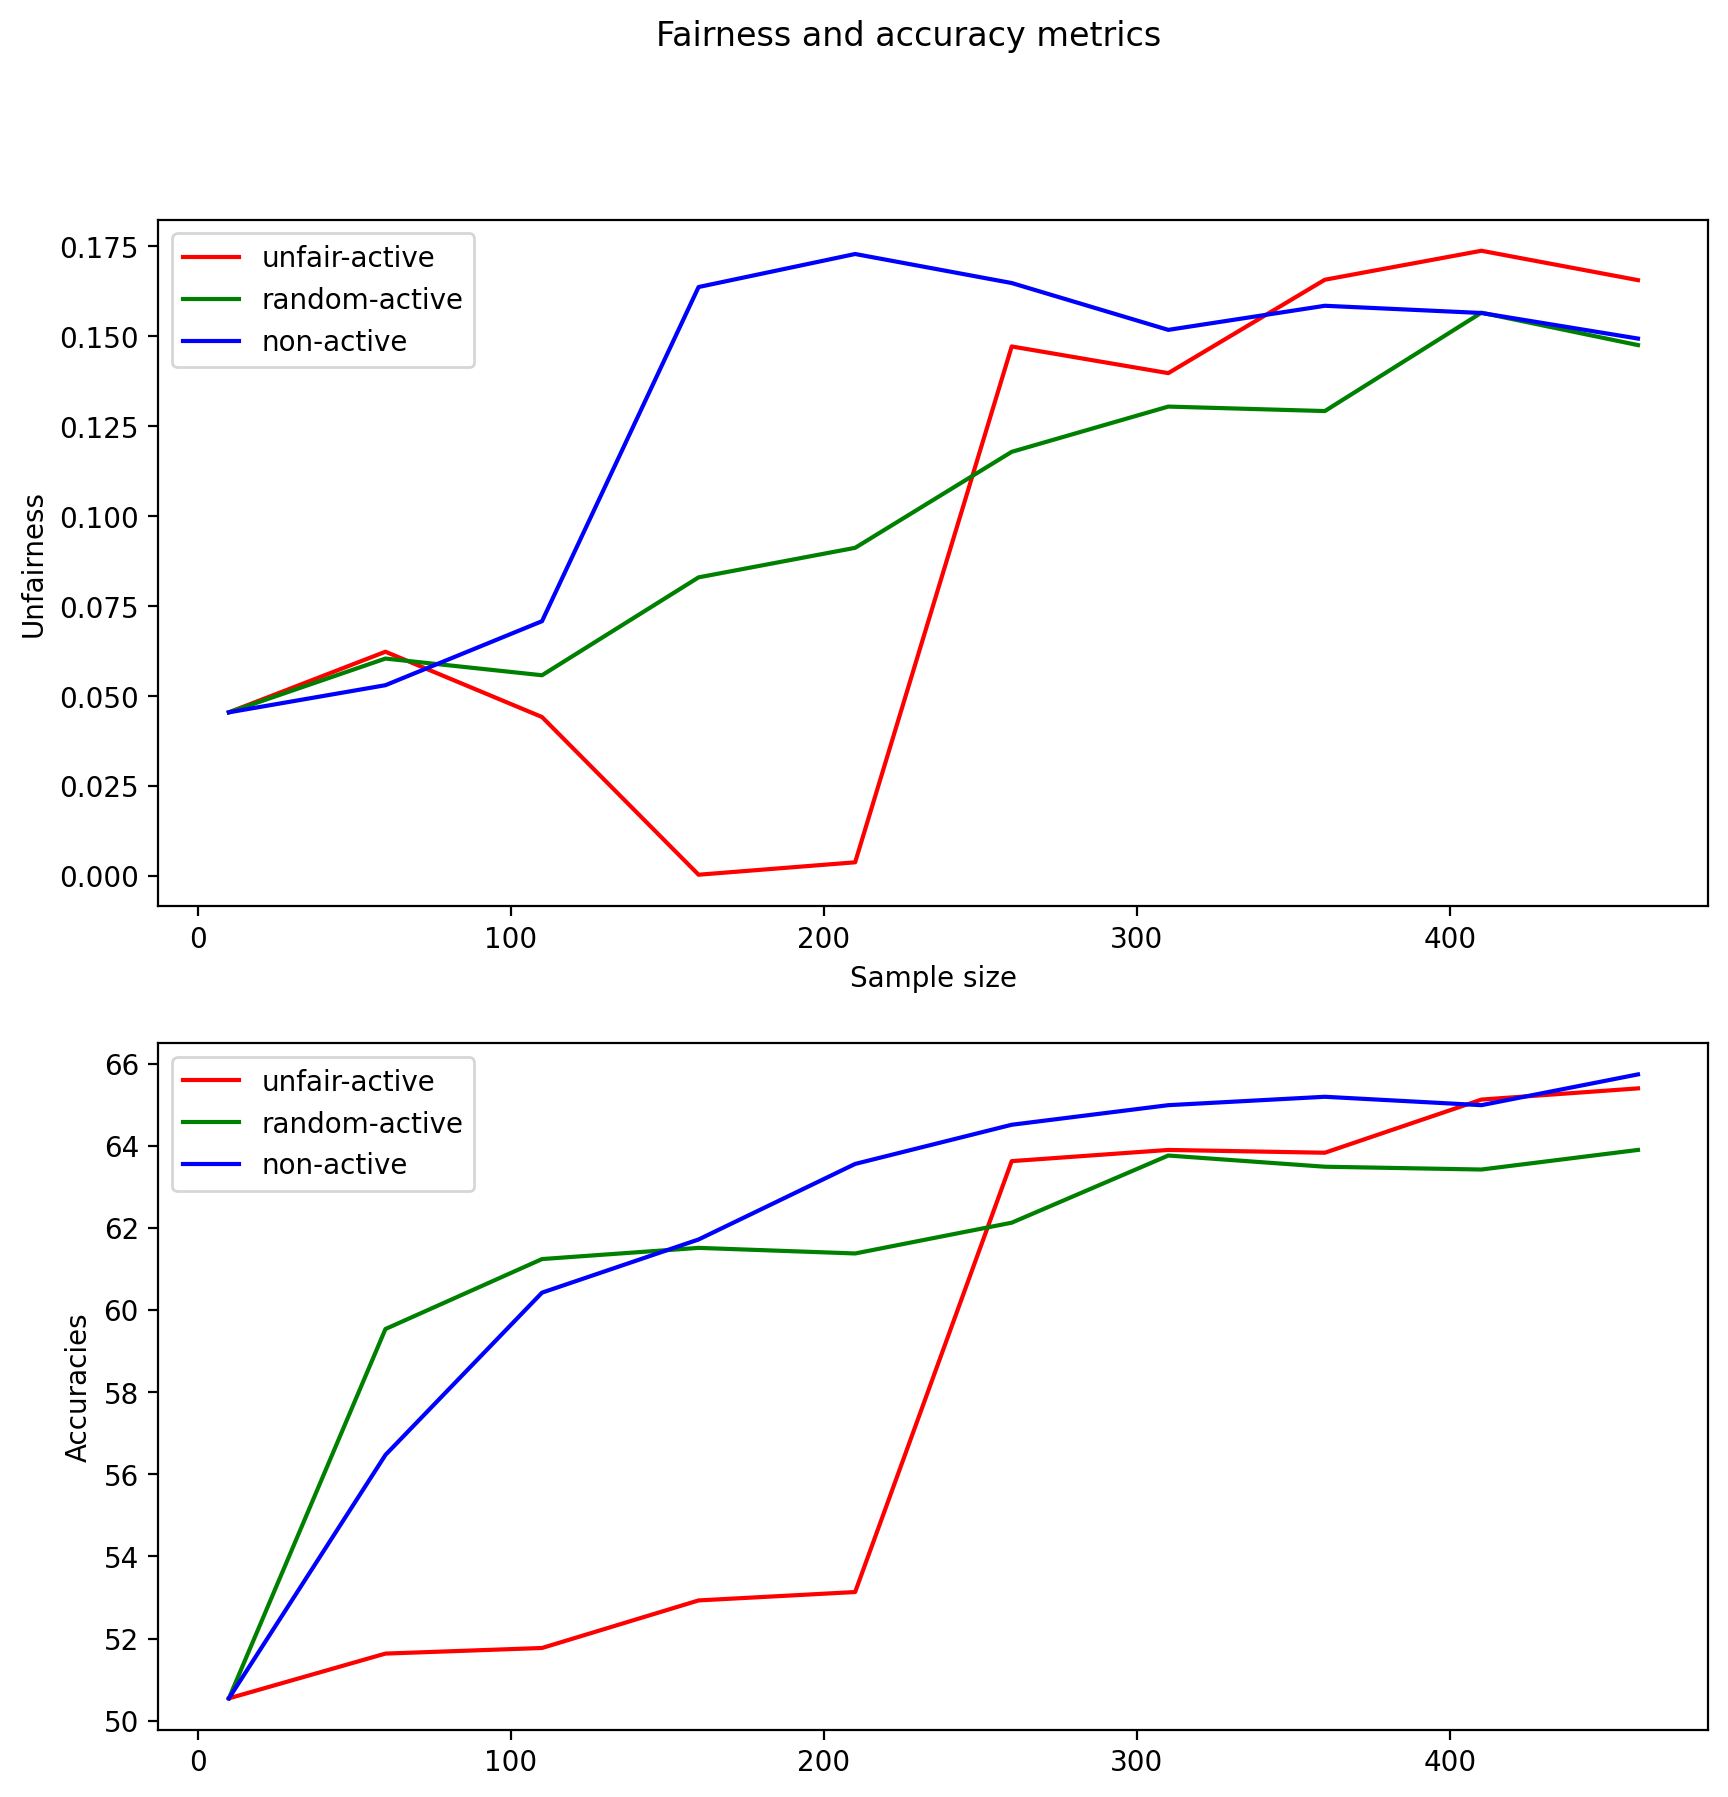 Fairness and accuracy metrics
0.175
0.150
0.125
0.100
0.075
0.050
0.025
0.000
Unfairness
unfair-active
random-active
non-active
0 100 200 300 400
Sample size
66
64
62
60
58
56
54
52
50
Accuracies
unfair-active
random-active
non-active
0 100 200 300 400